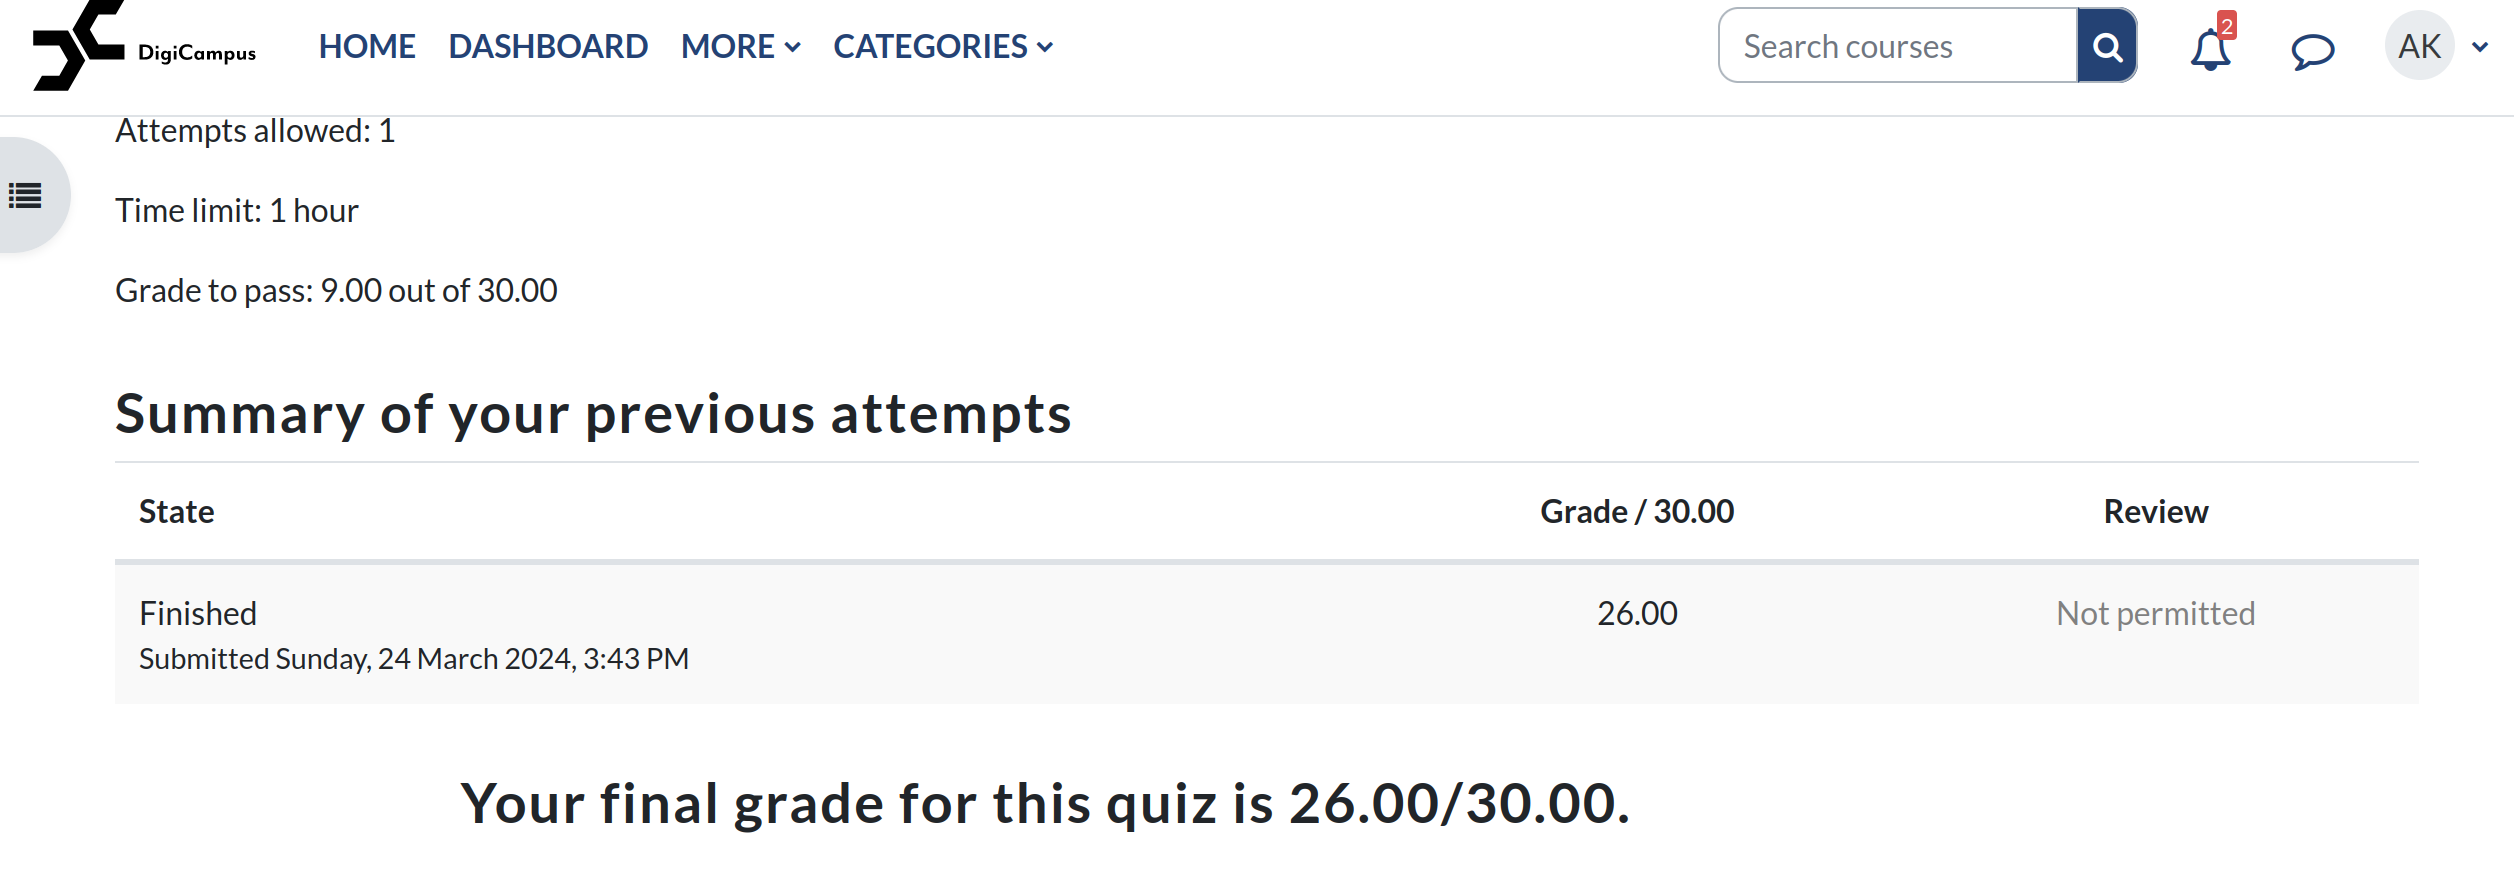 DigiCampus HOME DASHBOARD MORE CATEGORIES Search courses 2 AK
Attempts allowed: 1
Time limit: 1 hour
Grade to pass: 9.00 out of 30.00
Summary of your previous attempts
State Grade / 30.00 Review
Finished 26.00 Not permitted
Submitted Sunday, 24 March 2024, 3:43 PM
Your final grade for this quiz is 26.00/30.00.